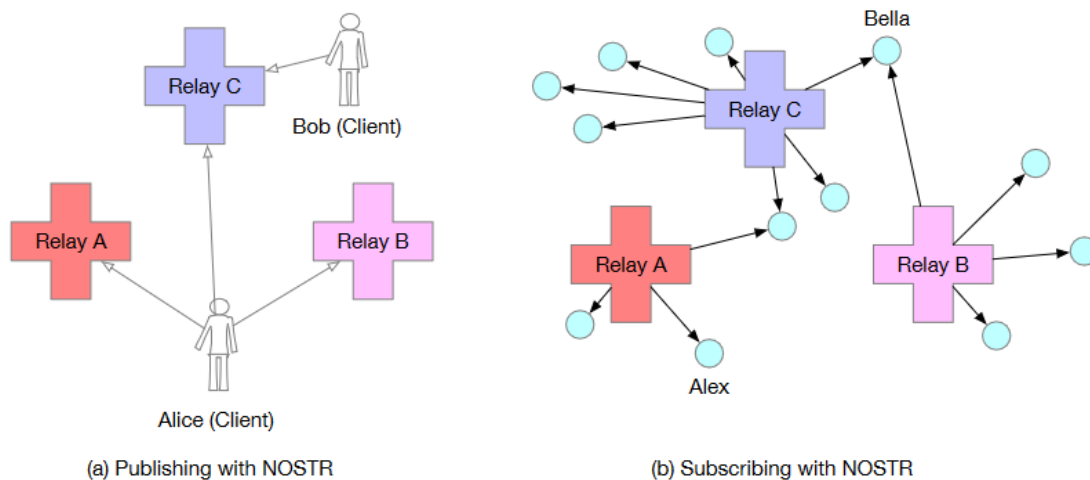 Relay C
Bob (Client)
Relay A
Relay B
Alice (Client)
(a) Publishing with NOSTR
Bella
Relay C
Relay A
Relay B
Alex
(b) Subscribing with NOSTR